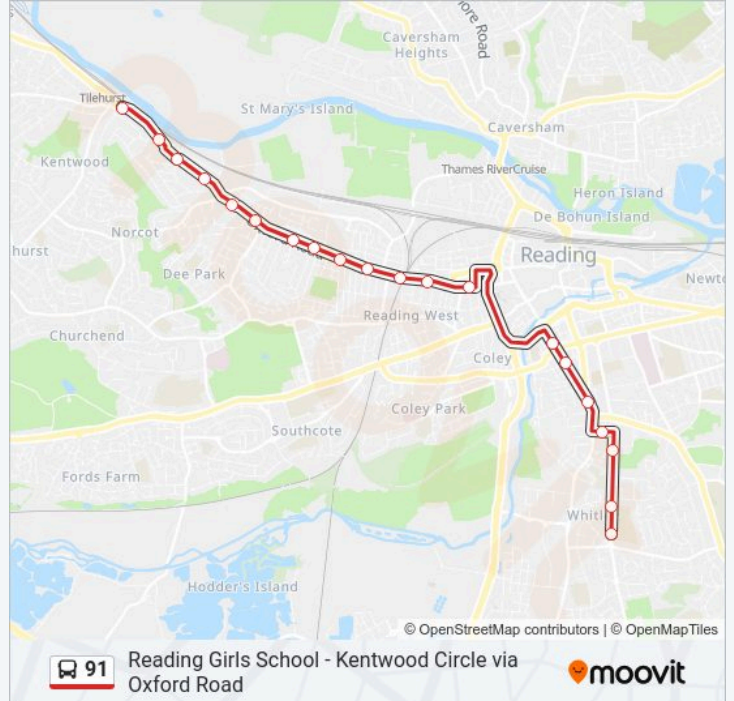 Caversham
Heights
Tilehurst
St Mary's Island
Caversham
Kentwood
Thames RiverCruise
Heron Island
De Bohun Island
Norcot
hurst
Reading
Dee Park
Newt
Reading West
Churchend
Coley
Coley Park
Southcote
Fords Farm
Whitl
Hodder's Island
© OpenStreetMap contributors | © OpenMapTiles
91
Reading Girls School - Kentwood Circle via
Oxford Road
moovit